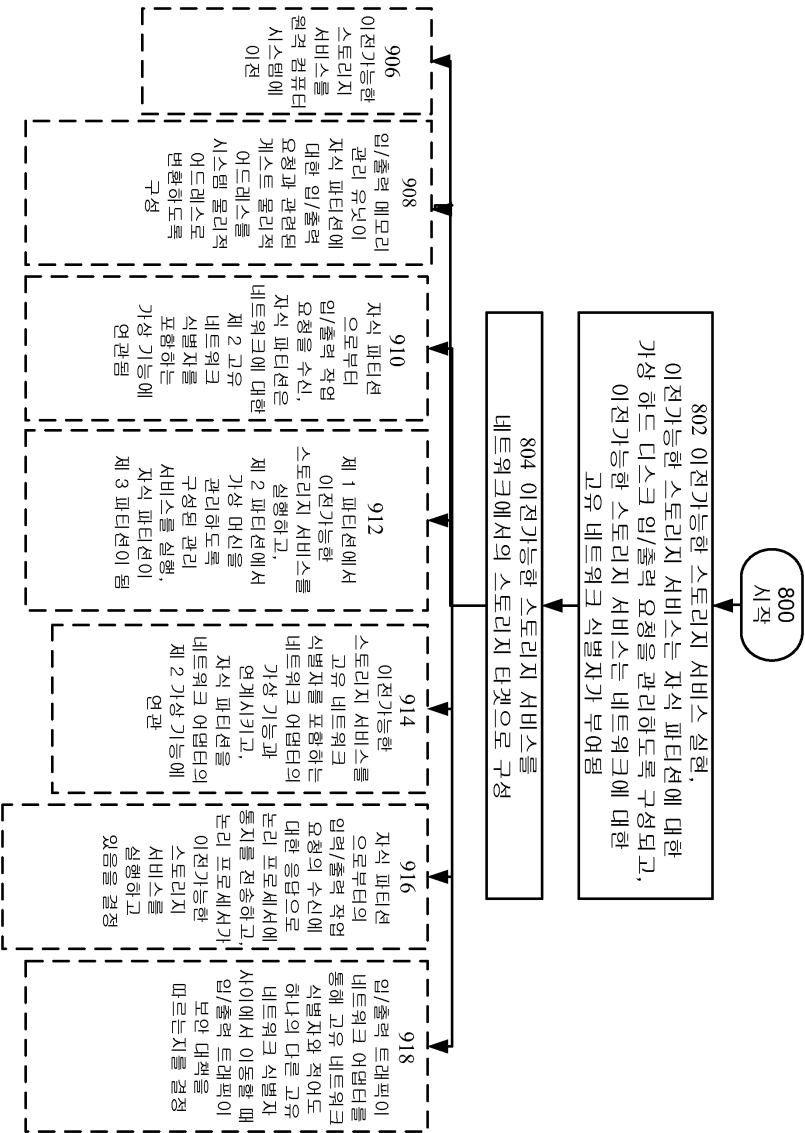 800
시작
802 이전가능한 스토리지 서비스 실행,
이전가능한 스토리지 서비스는 자식 파티션에 대한
가상 하드 디스크 입/출력 요청을 관리하도록 구성되고,
이전가능한 스토리지 서비스는 네트워크에 대한
고유 네트워크 식별자가 부여됨
804 이전가능한 스토리지 서비스를
네트워크에서의 스토리지 타겟으로 구성
906
이전가능한
스토리지
서비스를
원격 컴퓨터
시스템에
이전
908
입/출력 메모리
관리 유닛이
자식 파티션에
대한 입/출력
요청과 관련된
게스트 물리적
어드레스를
시스템 물리적
어드레스로
변환하도록
구성
910
자식 파티션
으로부터
입/출력 작업
요청을 수신,
자식 파티션은
네트워크에 대한
제 2 고유
네트워크
식별자를
포함하는
가상 기능에
연관됨
912
제 1 파티션에서
이전가능한
스토리지 서비스를
실행하고,
제 2 파티션에서
가상 머신을
관리하도록
구성된 관리
서비스를 실행,
자식 파티션이
제 3 파티션이 됨
914
이전가능한
스토리지 서비스를
고유 네트워크
식별자를 포함하는
네트워크 어댑터의
가상 기능과
연계시키고,
자식 파티션을
네트워크 어댑터의
제 2 가상 기능에
연관
916
자식 파티션
으로부터의
입력/출력 작업
요청의 수신에
대한 응답으로
논리 프로세서에
통지를 전송하고,
논리 프로세서가
이전가능한
스토리지
서비스를
실행하고
있음을 결정
918
입/출력 트래픽이
네트워크 어댑터를
통해 고유 네트워크
식별자와 적어도
하나의 다른 고유
네트워크 식별자
사이에서 이동할 때
입/출력 트래픽이
보안 대책을
따르는지를 결정